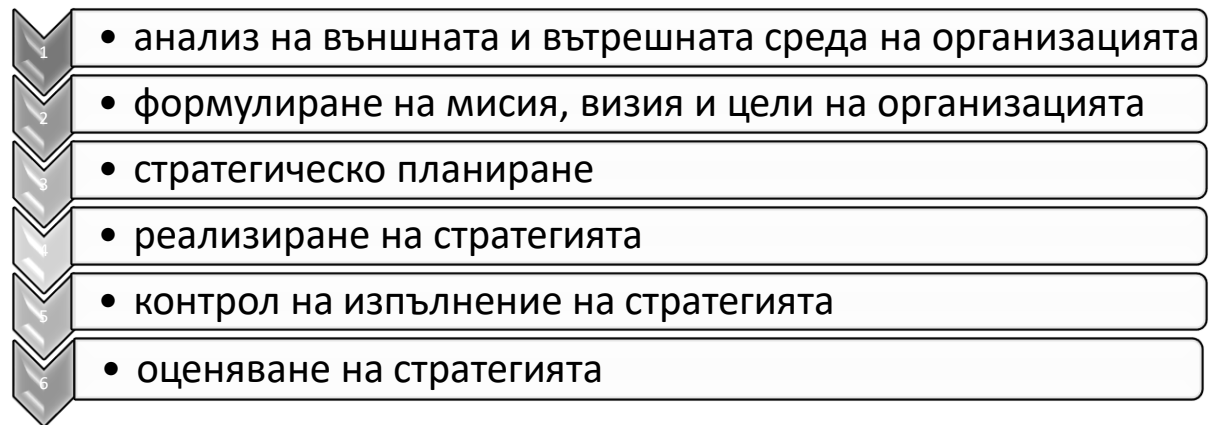 1 • анализ на външната и вътрешната среда на организацията
2 • формулиране на мисия, визия и цели на организацията
3 • стратегическо планиране
4 • реализиране на стратегията
5 • контрол на изпълнение на стратегията
6 • оценяване на стратегията